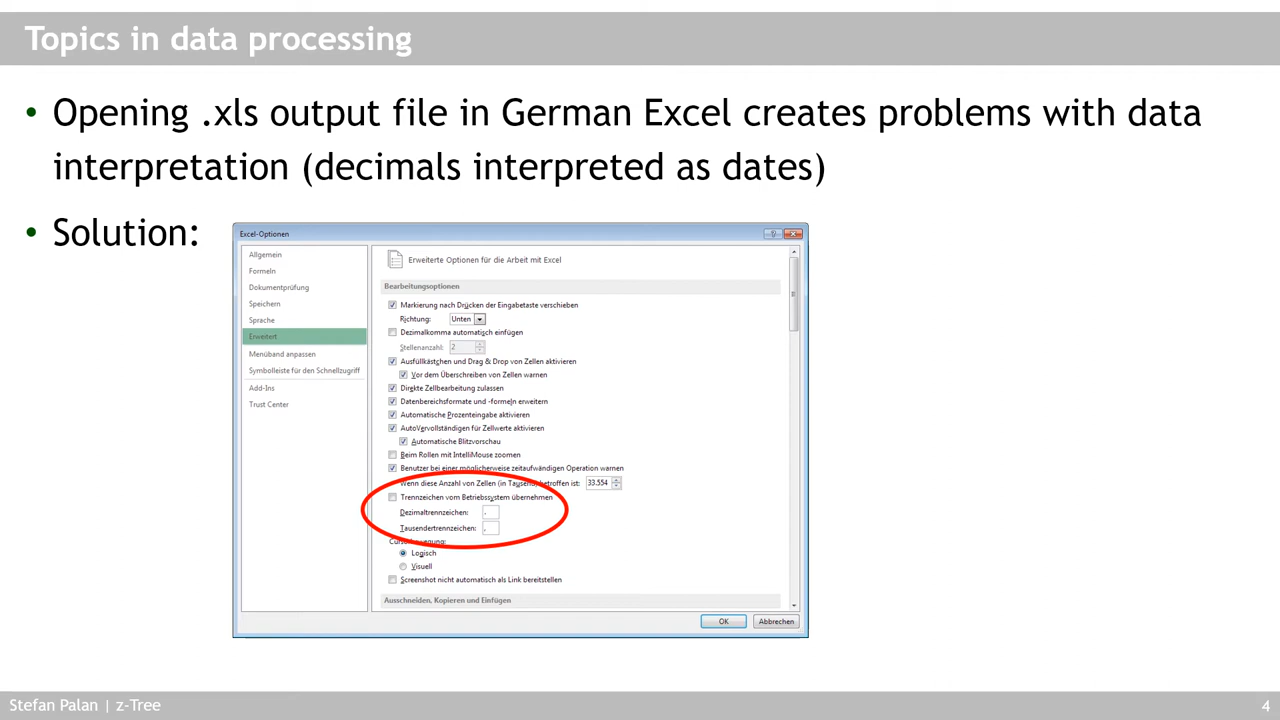 Topics in data processing
• Opening .xls output file in German Excel creates problems with data
interpretation (decimals interpreted as dates)
• Solution:
Excel-Optionen
Allgemein
Formeln
Dokumentprüfung
Speichern
Sprache
Erweitert
Menüband anpassen
Symbolleiste für den Schnellzugriff
Add-Ins
Trust Center
Erweiterte Optionen für die Arbeit mit Excel
Bearbeitungsoptionen
Markierung nach Drücken der Eingabetaste verschieben
Richtung: Unten
Dezimalkomma automatisch einfügen
Stellenanzahl: 2
Ausfüllkästchen und Drag & Drop von Zellen aktivieren
Vor dem Überschreiben von Zellen warnen
Direkte Zellbearbeitung zulassen
Datenbereichsformate und -formeln erweitern
Automatische Prozenteingabe aktivieren
AutoVervollständigen für Zellwerte aktivieren
Automatische Blitzvorschau
Beim Rollen mit IntelliMouse zoomen
Benutzer bei einer möglicherweise zeitaufwändigen Operation warnen
Wenn diese Anzahl von Zellen (in Tausend) betroffen ist: 33.554
Trennzeichen vom Betriebssystem übernehmen
Dezimaltrennzeichen: .
Tausendertrennzeichen: ,
Cursorbewegung:
Logisch
Visuell
Screenshot nicht automatisch als Link bereitstellen
Ausschneiden, Kopieren und Einfügen
OK Abbrechen
Stefan Palan | z-Tree 4